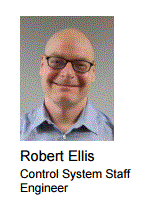 Robert Ellis
Control System Staff
Engineer